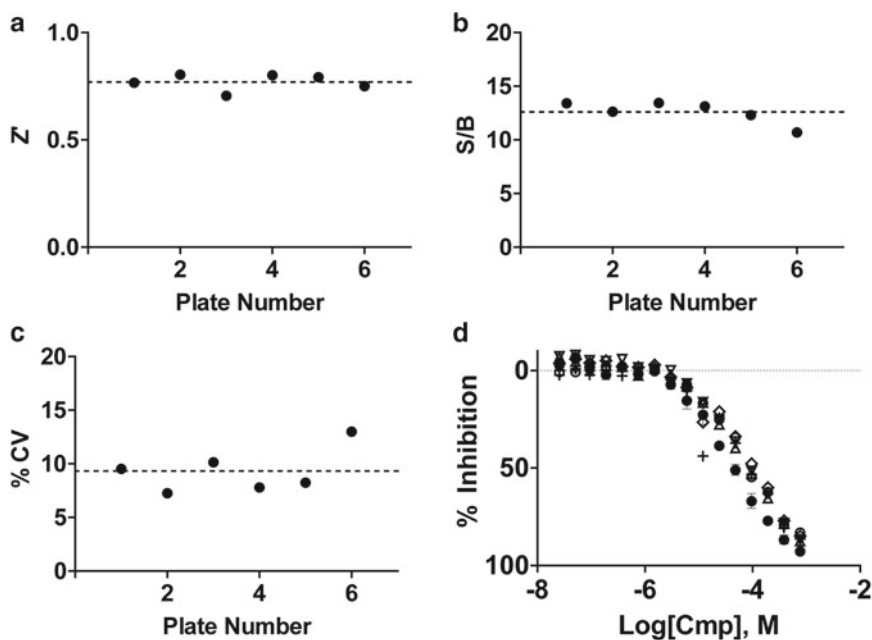 a
1.0
0.5
0.0
Z'
2 4 6
Plate Number
b
20
15
10
5
0
S/B
2 4 6
Plate Number
c
20
15
10
5
0
% CV
2 4 6
Plate Number
d
0
50
100
% Inhibition
-8 -6 -4 -2
Log[Cmp], M